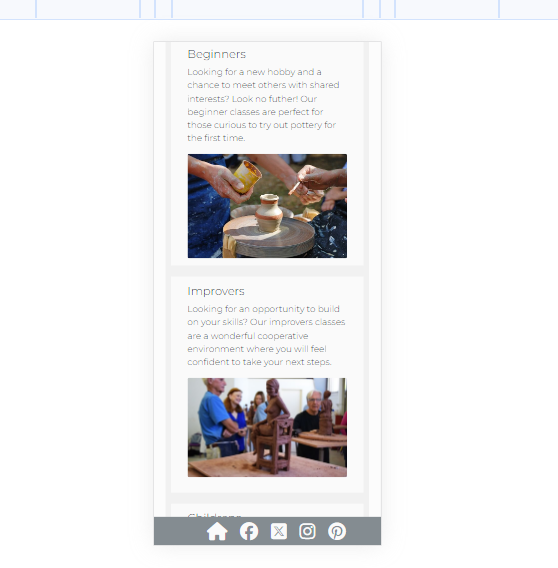 Beginners
Looking for a new hobby and a
chance to meet others with shared
interests? Look no futher! Our
beginner classes are perfect for
those curious to try out pottery for
the first time.
Improvers
Looking for an opportunity to build
on your skills? Our improvers classes
are a wonderful cooperative
environment where you will feel
confident to take your next steps.